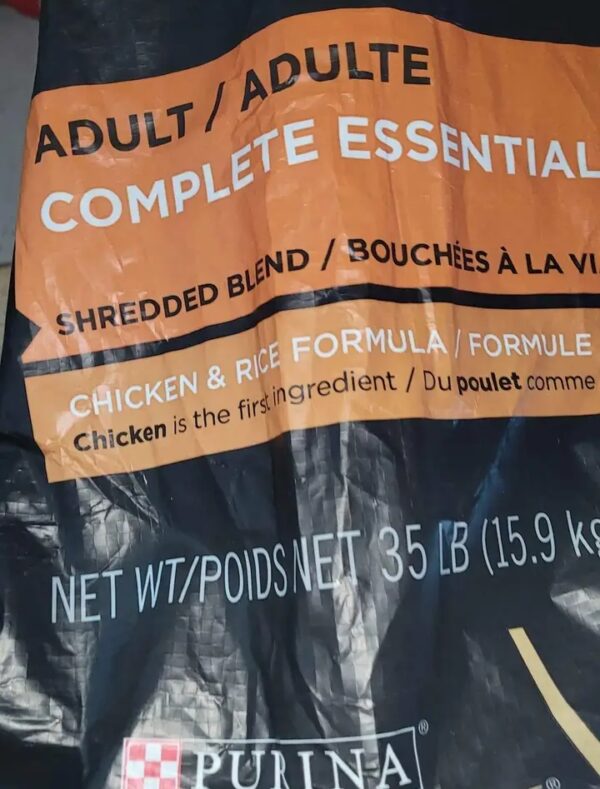 ADULT / ADULTE
COMPLETE ESSENTIAL
SHREDDED BLEND / BOUCHÉES À LA VI
CHICKEN & RICE FORMULA / FORMULE
Chicken is the first ingredient / Du poulet comme
NET WT/POIDS NET 35 LB (15.9 kg
PURINA®
®